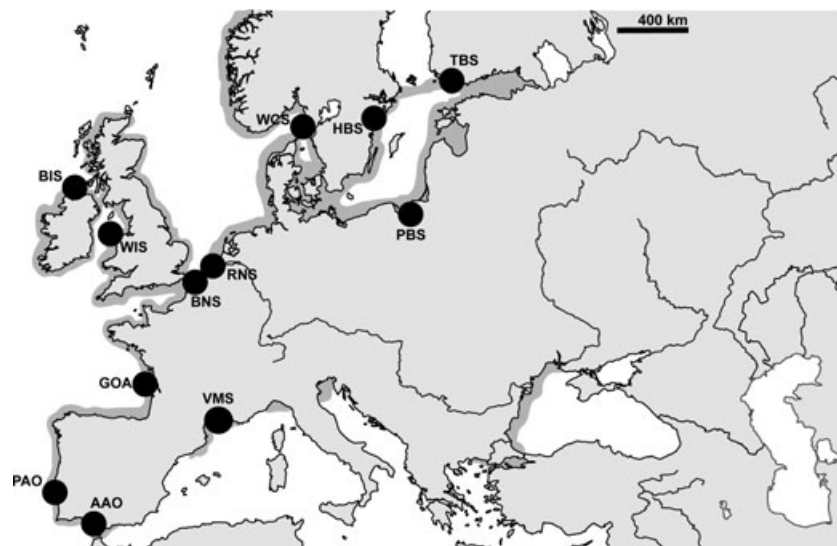 400 km
TBS
WCS
HBS
BIS
WIS
PBS
RNS
BNS
GOA
VMS
PAO
AAO